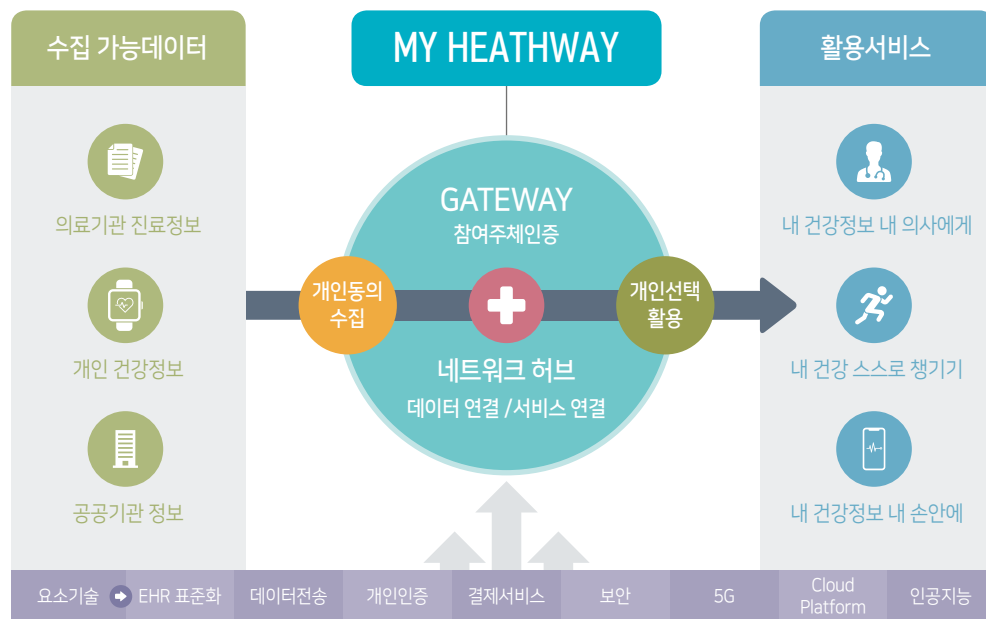 수집 가능데이터
의료기관 진료정보
개인 건강정보
공공기관 정보
MY HEATHWAY
GATEWAY
참여주체인증
개인동의
수집
개인선택
활용
네트워크 허브
데이터 연결 /서비스 연결
활용서비스
내 건강정보 내 의사에게
내 건강 스스로 챙기기
내 건강정보 내 손안에
요소기술
EHR 표준화
데이터전송
개인인증
결제서비스
보안
5G
Cloud
Platform
인공지능